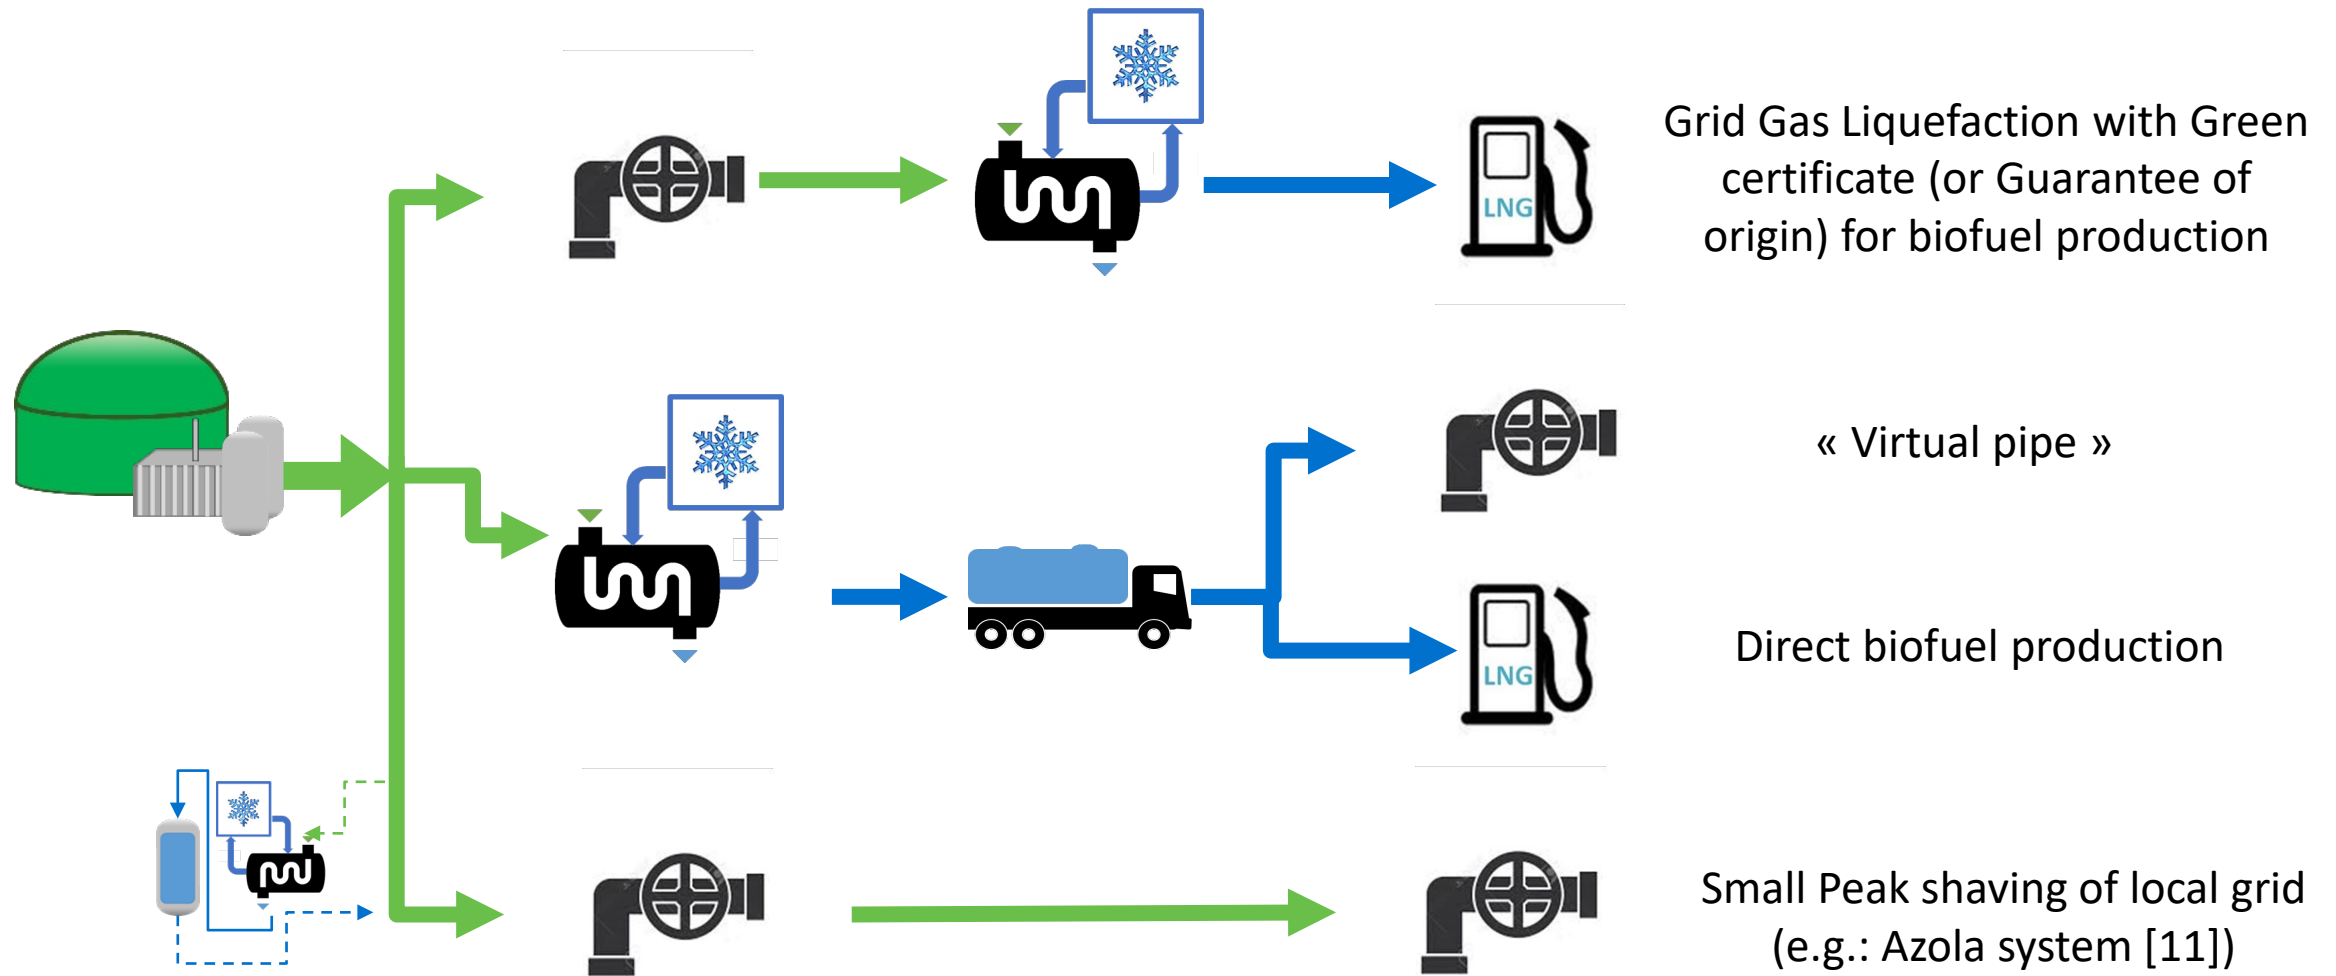 Grid Gas Liquefaction with Green
certificate (or Guarantee of
origin) for biofuel production
LNG
« Virtual pipe »
Direct biofuel production
LNG
Small Peak shaving of local grid
(e.g.: Azola system [11])